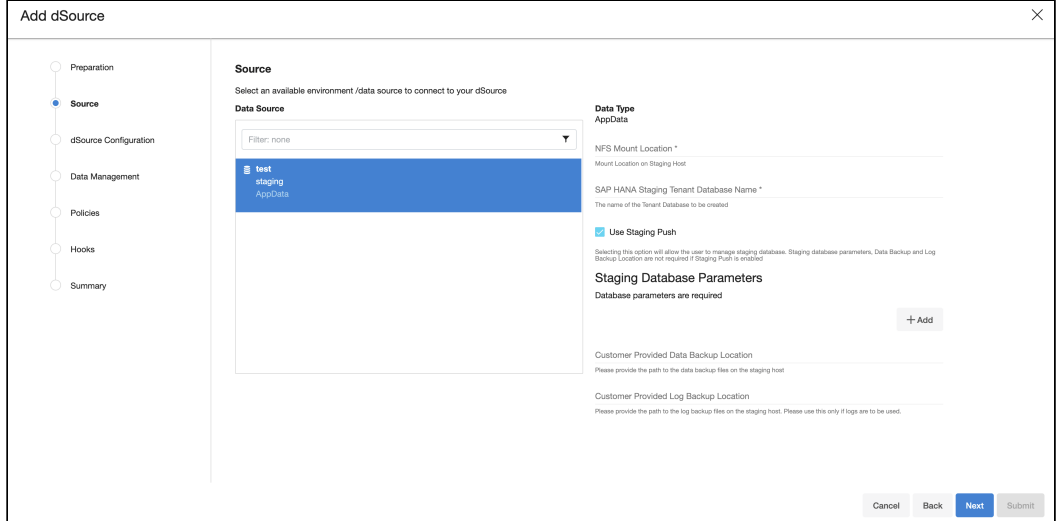 Add dSource
Preparation
Source
dSource Configuration
Data Management
Policies
Hooks
Summary
Source
Select an available environment /data source to connect to your dSource
Data Source
Filter: none
test
staging
AppData
Data Type
AppData
NFS Mount Location *
Mount Location on Staging Host
SAP HANA Staging Tenant Database Name *
The name of the Tenant Database to be created
Use Staging Push
Selecting this option will allow the user to manage staging database. Staging database parameters, Data Backup and Log
Backup Location are not required if Staging Push is enabled
Staging Database Parameters
Database parameters are required
+ Add
Customer Provided Data Backup Location
Please provide the path to the data backup files on the staging host
Customer Provided Log Backup Location
Please provide the path to the log backup files on the staging host. Please use this only if logs are to be used.
Cancel
Back
Next
Submit